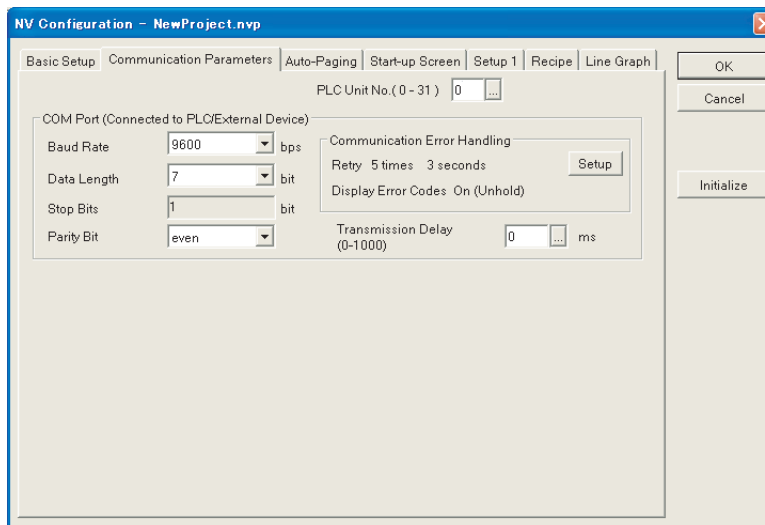 NV Configuration - NewProject.nvp
Basic Setup Communication Parameters Auto-Paging Start-up Screen Setup 1 Recipe Line Graph
OK
Cancel
Initialize
PLC Unit No.( 0 - 31 ) 0 ...
COM Port (Connected to PLC/External Device)
Baud Rate 9600 bps
Data Length 7 bit
Stop Bits 1 bit
Parity Bit even
Communication Error Handling
Retry 5 times 3 seconds
Setup
Display Error Codes On (Unhold)
Transmission Delay
(0-1000)
0 ... ms